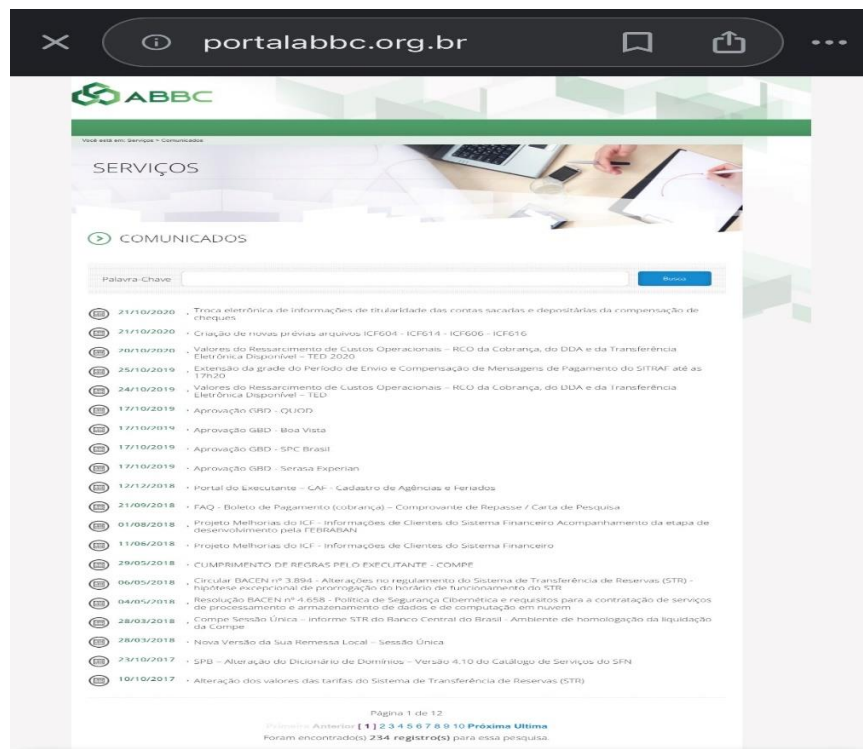 portalabbc.org.br
ABBC
Você está em: Serviços > Comunicados
SERVIÇOS
COMUNICADOS
Palavra-Chave
Busca
21/10/2020 Troca eletrônica de informações de titularidade das contas sacadas e depositárias da compensação de
cheques
21/10/2020 Criação de novas prévias arquivos ICF604 - ICF614 - ICF606 - ICF616
20/10/2020 Valores do Ressarcimento de Custos Operacionais – RCO da Cobrança, do DDA e da Transferência
Eletrônica Disponível – TED 2020
25/10/2019 Extensão da grade do Período de Envio e Compensação de Mensagens de Pagamento do SITRAF até as
17h20
24/10/2019 Valores do Ressarcimento de Custos Operacionais – RCO da Cobrança, do DDA e da Transferência
Eletrônica Disponível – TED
17/10/2019 Aprovação GBD - QUOD
17/10/2019 Aprovação GBD - Boa Vista
17/10/2019 Aprovação GBD - SPC Brasil
17/10/2019 Aprovação GBD - Serasa Experian
12/12/2018 Portal do Executante – CAF - Cadastro de Agências e Feriados
21/09/2018 FAQ - Boleto de Pagamento (cobrança) – Comprovante de Repasse / Carta de Pesquisa
01/08/2018 Projeto Melhorias do ICF - Informações de Clientes do Sistema Financeiro Acompanhamento da etapa de
desenvolvimento pela FEBRABAN
11/06/2018 Projeto Melhorias do ICF - Informações de Clientes do Sistema Financeiro
29/05/2018 CUMPRIMENTO DE REGRAS PELO EXECUTANTE - COMPE
06/05/2018 Circular BACEN nº 3.894 - Alterações no regulamento do Sistema de Transferência de Reservas (STR) -
hipótese excepcional de prorrogação do horário de funcionamento do STR
04/05/2018 Resolução BACEN nº 4.658 - Política de Segurança Cibernética e requisitos para a contratação de serviços
de processamento e armazenamento de dados e de computação em nuvem
28/03/2018 Compe Sessão Única – Informe STR do Banco Central do Brasil - Ambiente de homologação da liquidação
da Compe
28/03/2018 Nova Versão da Sua Remessa Local – Sessão Única
23/10/2017 SPB – Alteração do Dicionário de Domínios – Versão 4.10 do Catálogo de Serviços do SFN
10/10/2017 Alteração dos valores das tarifas do Sistema de Transferência de Reservas (STR)
Página 1 de 12
Primeira Anterior [ 1 ] 2 3 4 5 6 7 8 9 10 Próxima Ultima
Foram encontrado(s) 234 registro(s) para essa pesquisa.